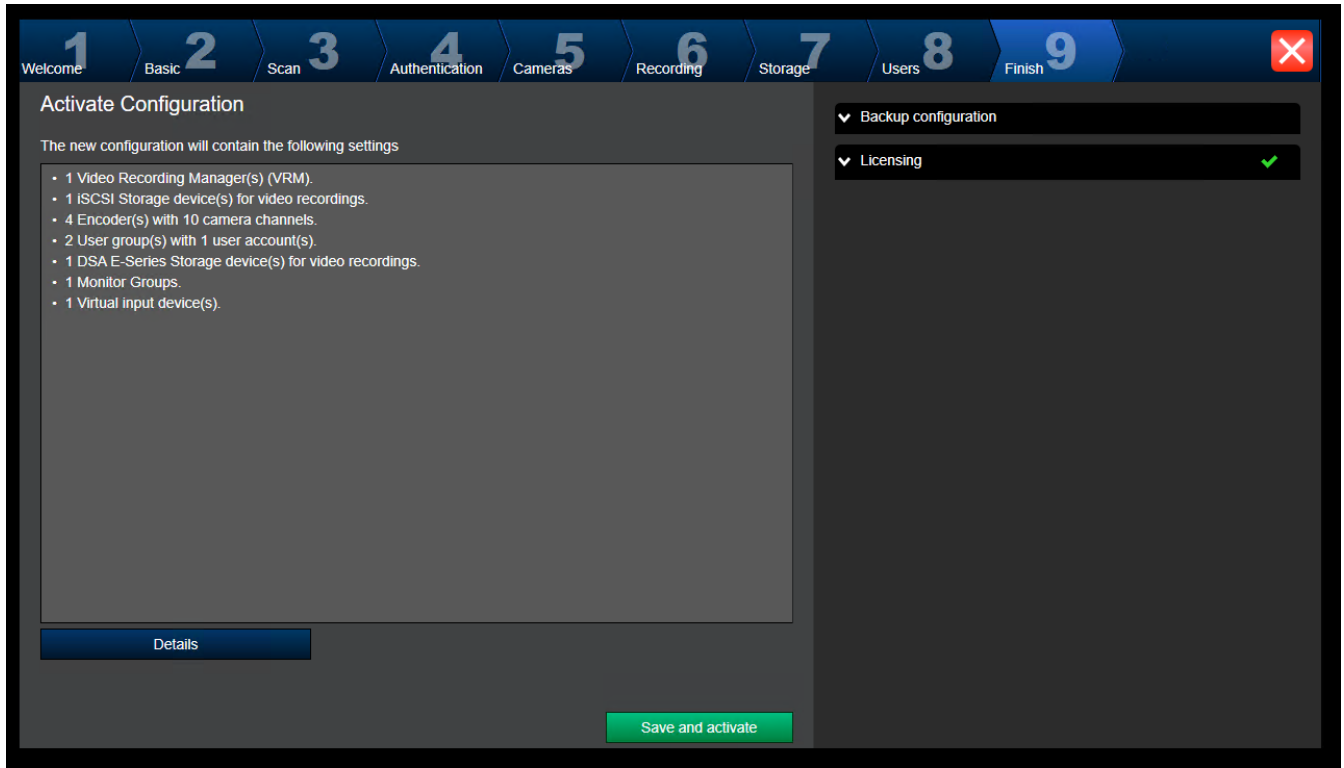 1 Welcome
2 Basic
3 Scan
4 Authentication
5 Cameras
6 Recording
7 Storage
8 Users
9 Finish
Activate Configuration
The new configuration will contain the following settings
• 1 Video Recording Manager(s) (VRM).
• 1 iSCSI Storage device(s) for video recordings.
• 4 Encoder(s) with 10 camera channels.
• 2 User group(s) with 1 user account(s).
• 1 DSA E-Series Storage device(s) for video recordings.
• 1 Monitor Groups.
• 1 Virtual input device(s).
Details
Save and activate
Backup configuration
Licensing